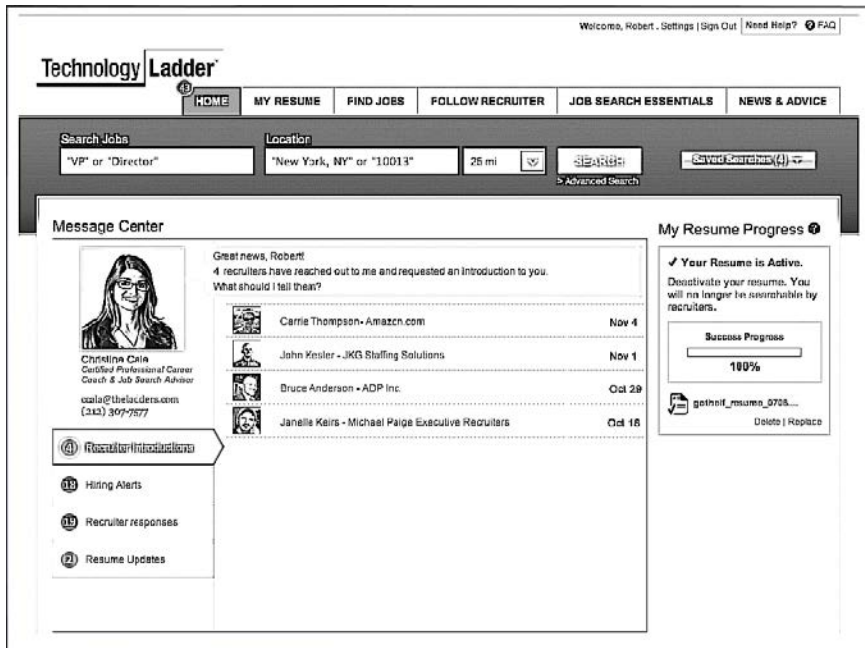 Welcome, Robert . Settings | Sign Out | Need Help? ? FAQ
Technology Ladder
43
HOME
MY RESUME
FIND JOBS
FOLLOW RECRUITER
JOB SEARCH ESSENTIALS
NEWS & ADVICE
Search Jobs
Location
"VP" or "Director"
"New York, NY" or "10013"
25 mi
SEARCH
Saved Searches (4)
> Advanced Search
Message Center
Great news, Robert!
4 recruiters have reached out to me and requested an introduction to you.
What should I tell them?
Carrie Thompson- Amazon.com Nov 4
John Kesler - JKG Staffing Solutions Nov 1
Bruce Anderson - ADP Inc. Oct 29
Janelle Keirs - Michael Paige Executive Recruiters Oct 18
Christina Cala
Certified Professional Career
Coach & Job Search Advisor
ccala@theladders.com
(212) 307-7577
4 Recruiter Introductions
Hiring Alerts
19 Recruiter responses
Resume Updates
My Resume Progress ?
✓ Your Resume is Active.
Deactivate your resume. You
will no longer be searchable by
recruiters.
Success Progress
100%
gothelf_resume_0708....
Delete | Replace